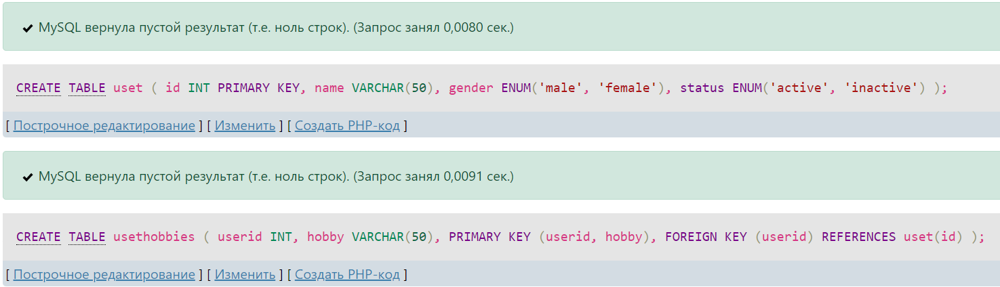 MySQL вернула пустой результат (т.е. ноль строк). (Запрос занял 0,0080 сек.)
CREATE TABLE uset ( id INT PRIMARY KEY, name VARCHAR(50), gender ENUM('male', 'female'), status ENUM('active', 'inactive') );
[ Построчное редактирование ] [ Изменить ] [ Создать PHP-код ]
MySQL вернула пустой результат (т.е. ноль строк). (Запрос занял 0,0091 сек.)
CREATE TABLE usethobbies ( userid INT, hobby VARCHAR(50), PRIMARY KEY (userid, hobby), FOREIGN KEY (userid) REFERENCES uset(id) );
[ Построчное редактирование ] [ Изменить ] [ Создать PHP-код ]